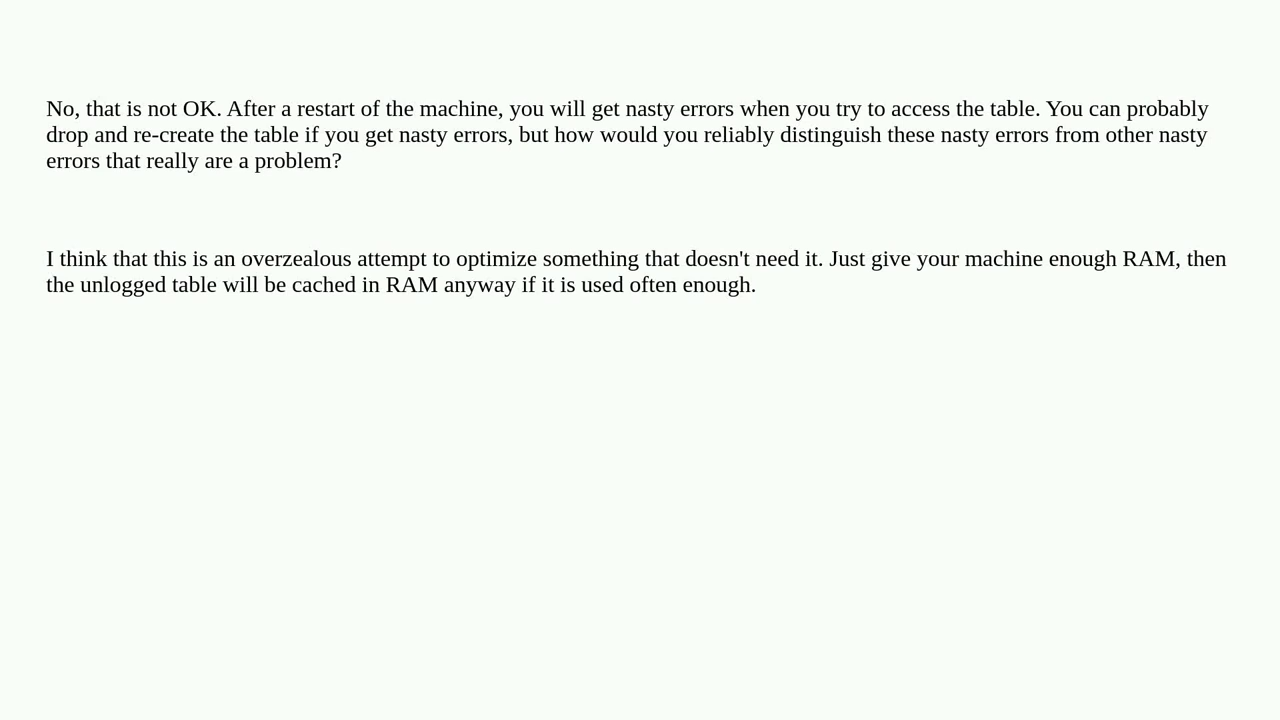 No, that is not OK. After a restart of the machine, you will get nasty errors when you try to access the table. You can probably
drop and re-create the table if you get nasty errors, but how would you reliably distinguish these nasty errors from other nasty
errors that really are a problem?
I think that this is an overzealous attempt to optimize something that doesn't need it. Just give your machine enough RAM, then
the unlogged table will be cached in RAM anyway if it is used often enough.